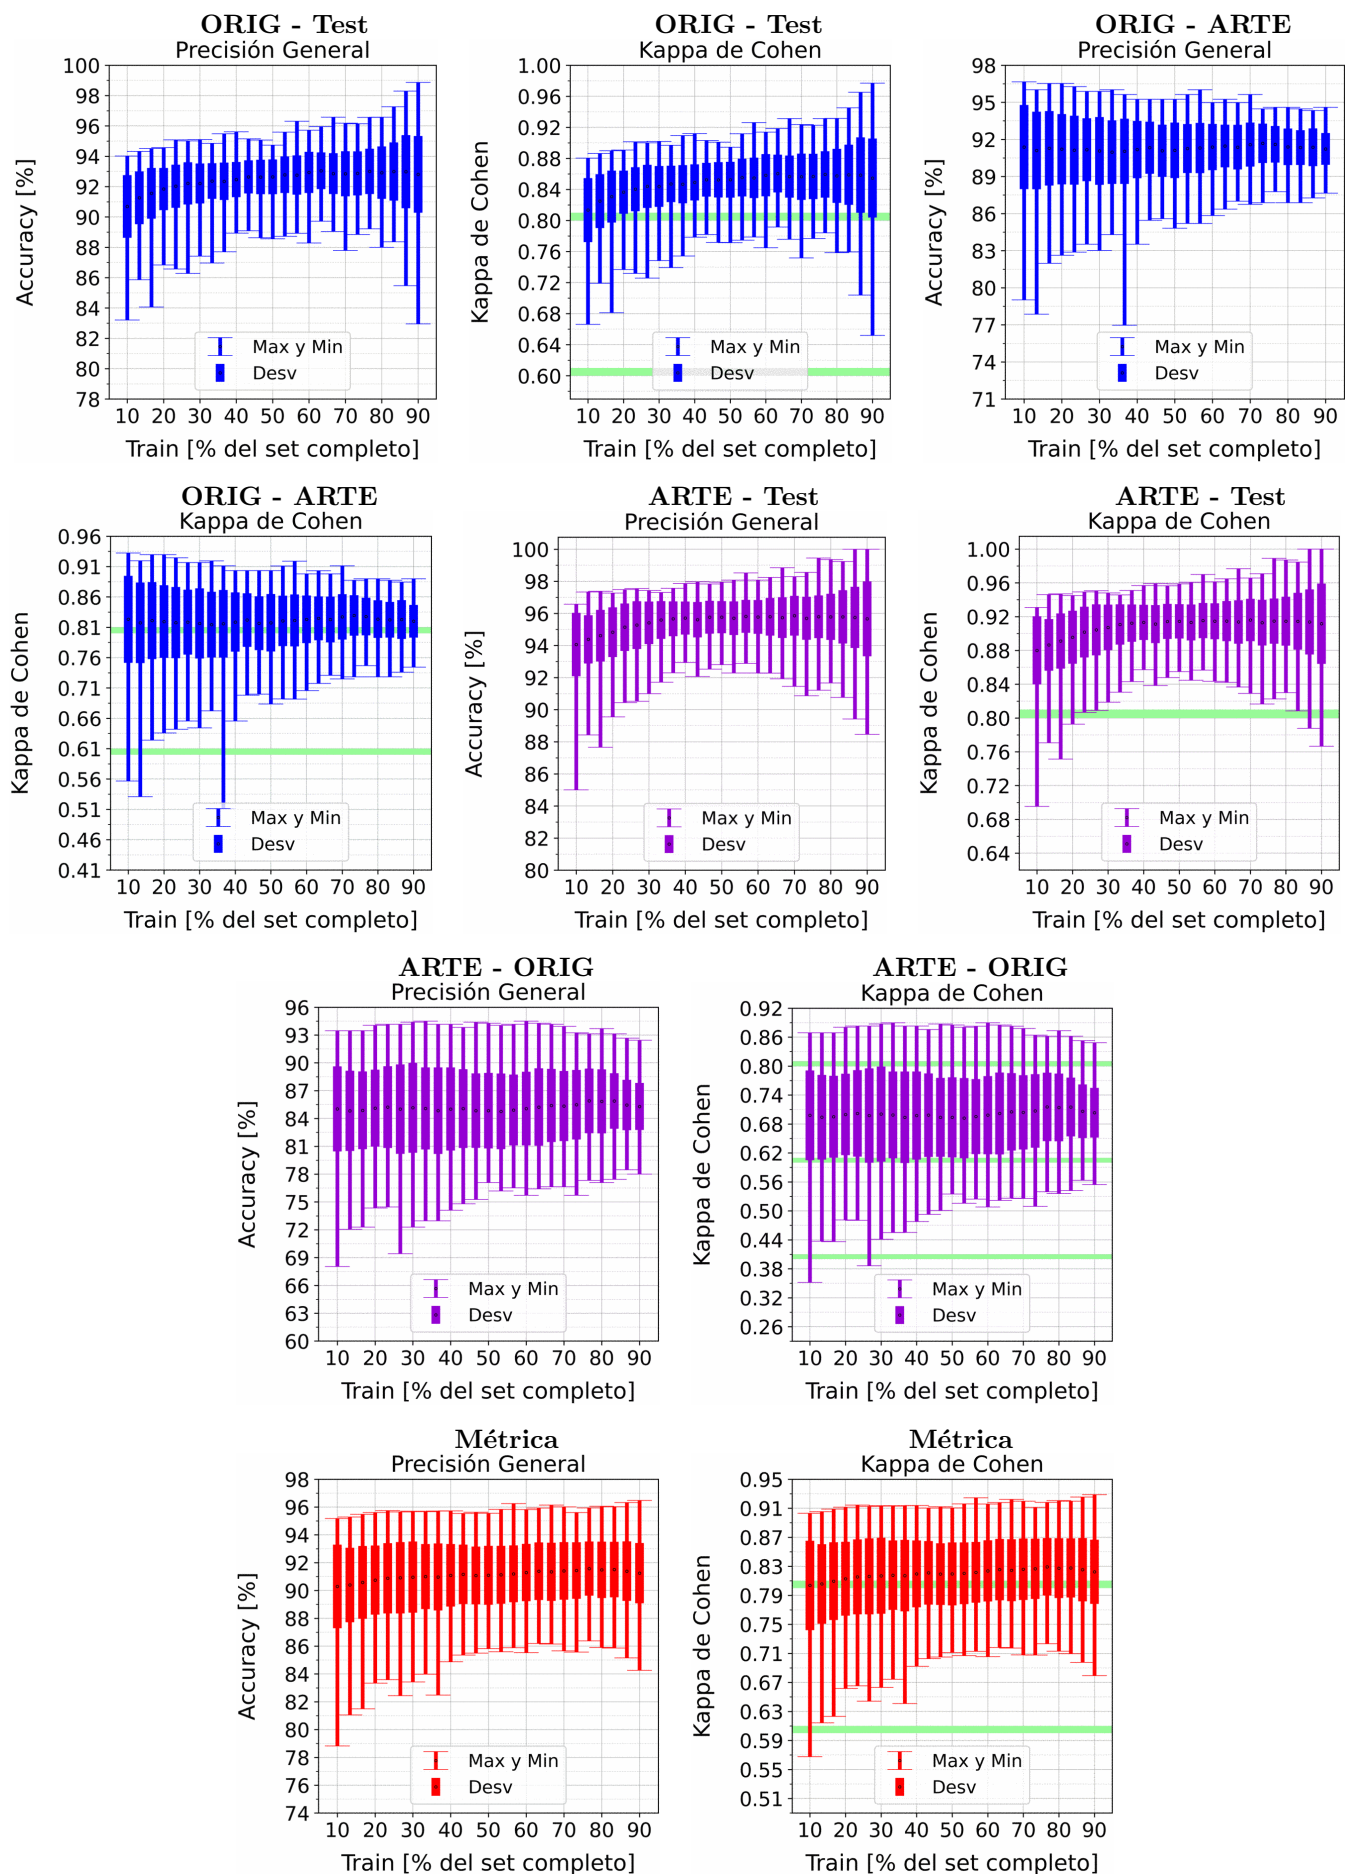 ORIG - Test
Precisión General
Accuracy [%]
100
98
96
94
92
90
88
86
84
82
80
78
Max y Min
Desv
10 20 30 40 50 60 70 80 90
Train [% del set completo]
ORIG - Test
Kappa de Cohen
Kappa de Cohen
1.00
0.96
0.92
0.88
0.84
0.80
0.76
0.72
0.68
0.64
0.60
Max y Min
Desv
10 20 30 40 50 60 70 80 90
Train [% del set completo]
ORIG - ARTE
Precisión General
Accuracy [%]
98
95
92
89
86
83
80
77
74
71
Max y Min
Desv
10 20 30 40 50 60 70 80 90
Train [% del set completo]
ORIG - ARTE
Kappa de Cohen
Kappa de Cohen
0.96
0.91
0.86
0.81
0.76
0.71
0.66
0.61
0.56
0.51
0.46
0.41
Max y Min
Desv
10 20 30 40 50 60 70 80 90
Train [% del set completo]
ARTE - Test
Precisión General
Accuracy [%]
100
98
96
94
92
90
88
86
84
82
80
Max y Min
Desv
10 20 30 40 50 60 70 80 90
Train [% del set completo]
ARTE - Test
Kappa de Cohen
Kappa de Cohen
1.00
0.96
0.92
0.88
0.84
0.80
0.76
0.72
0.68
0.64
Max y Min
Desv
10 20 30 40 50 60 70 80 90
Train [% del set completo]
ARTE - ORIG
Precisión General
Accuracy [%]
96
93
90
87
84
81
78
75
72
69
66
63
60
Max y Min
Desv
10 20 30 40 50 60 70 80 90
Train [% del set completo]
ARTE - ORIG
Kappa de Cohen
Kappa de Cohen
0.92
0.86
0.80
0.74
0.68
0.62
0.56
0.50
0.44
0.38
0.32
0.26
Max y Min
Desv
10 20 30 40 50 60 70 80 90
Train [% del set completo]
Métrica
Precisión General
Accuracy [%]
98
96
94
92
90
88
86
84
82
80
78
76
74
Max y Min
Desv
10 20 30 40 50 60 70 80 90
Train [% del set completo]
Métrica
Kappa de Cohen
Kappa de Cohen
0.95
0.91
0.87
0.83
0.79
0.75
0.71
0.67
0.63
0.59
0.55
0.51
Max y Min
Desv
10 20 30 40 50 60 70 80 90
Train [% del set completo]